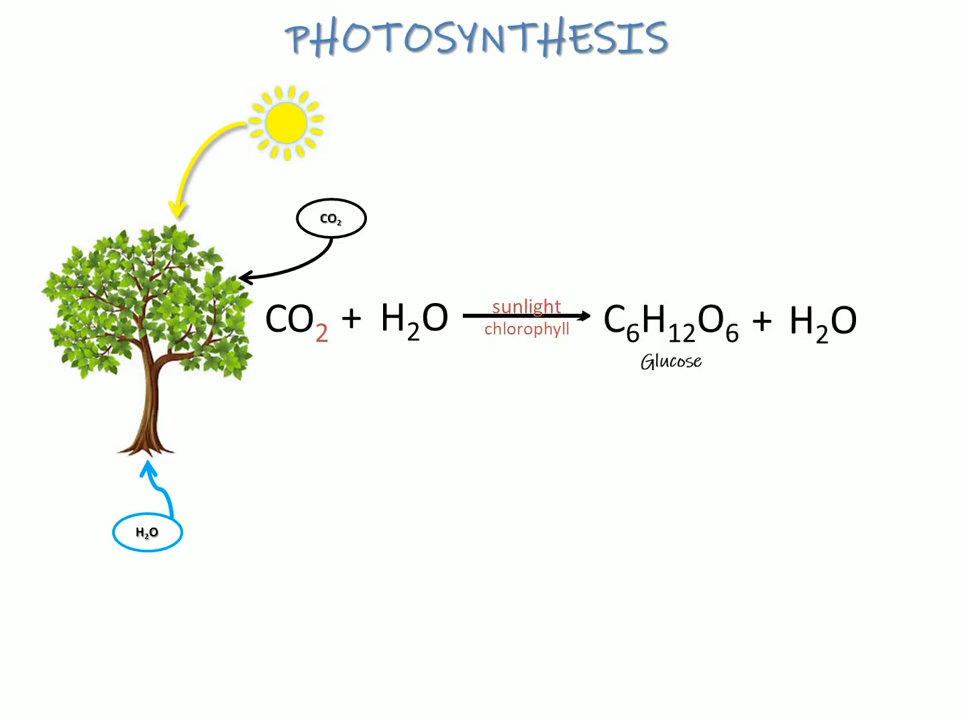 PHOTOSYNTHESIS
CO₂
CO₂ + H₂O sunlight chlorophyll C₆H₁₂O₆ + H₂O
Glucose
H₂O